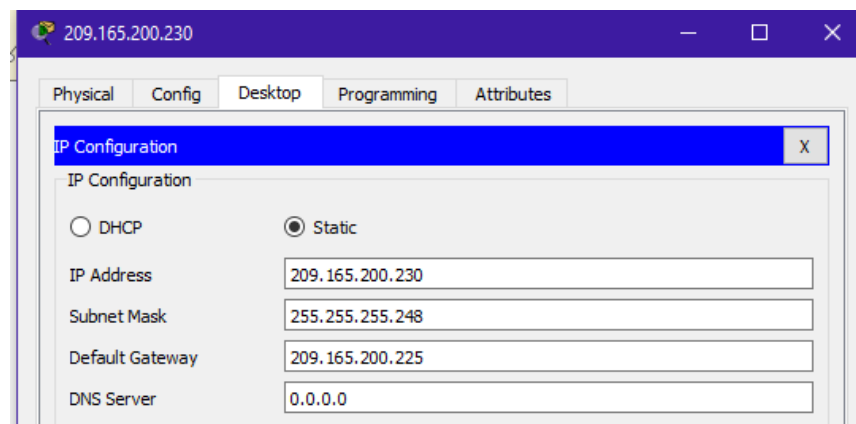 209.165.200.230
Physical Config Desktop Programming Attributes
IP Configuration X
IP Configuration
DHCP Static
IP Address 209.165.200.230
Subnet Mask 255.255.255.248
Default Gateway 209.165.200.225
DNS Server 0.0.0.0